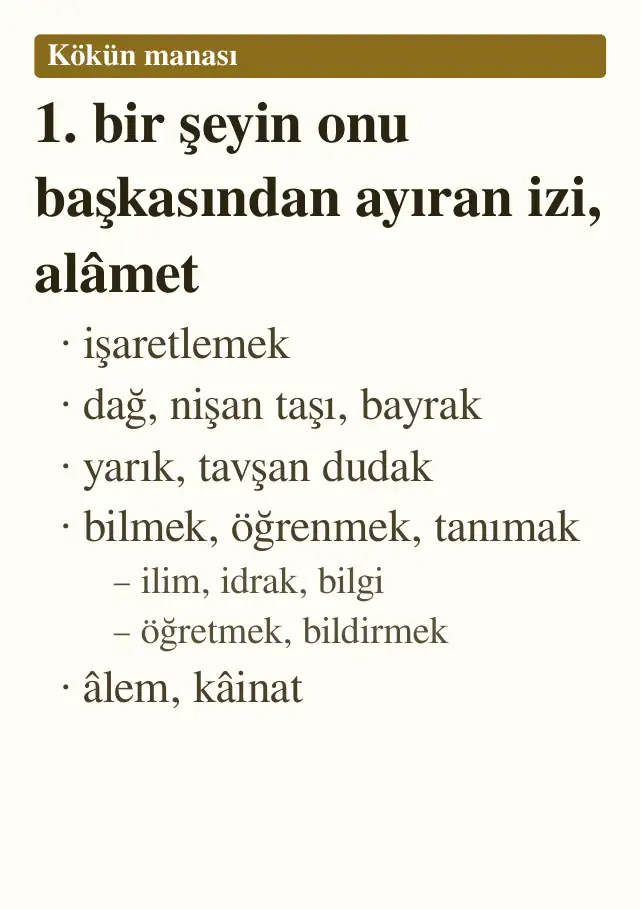 Kökün manası
1. bir şeyin onu
başkasından ayıran izi,
alâmet
· işaretlemek
· dağ, nişan taşı, bayrak
· yarık, tavşan dudak
· bilmek, öğrenmek, tanımak
– ilim, idrak, bilgi
– öğretmek, bildirmek
· âlem, kâinat